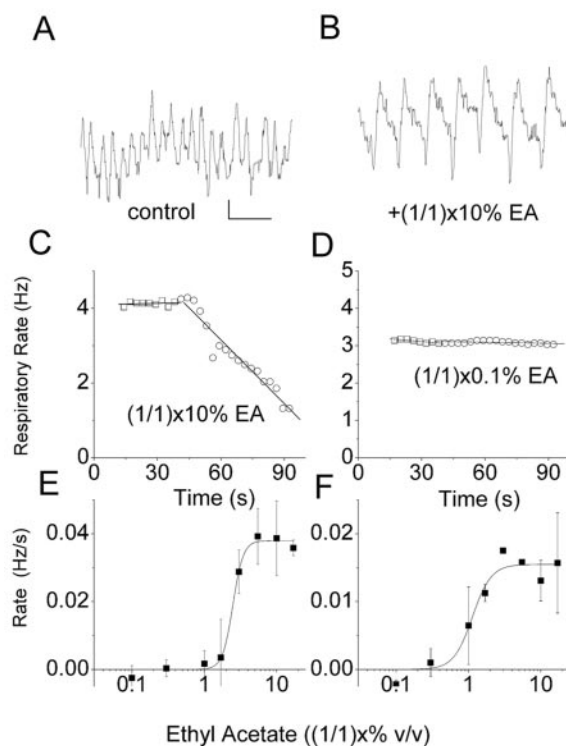 A
B
control
+(1/1)x10% EA
C
D
Respiratory Rate (Hz)
4
3
2
1
0
(1/1)x10% EA
0 30 60 90
Time (s)
5
4
3
2
1
0
(1/1)x0.1% EA
0 30 60 90
Time (s)
E
F
Rate (Hz/s)
0.04
0.02
0.00
0.1 1 10
0.02
0.01
0.00
0.1 1 10
Ethyl Acetate ((1/1)x% v/v)